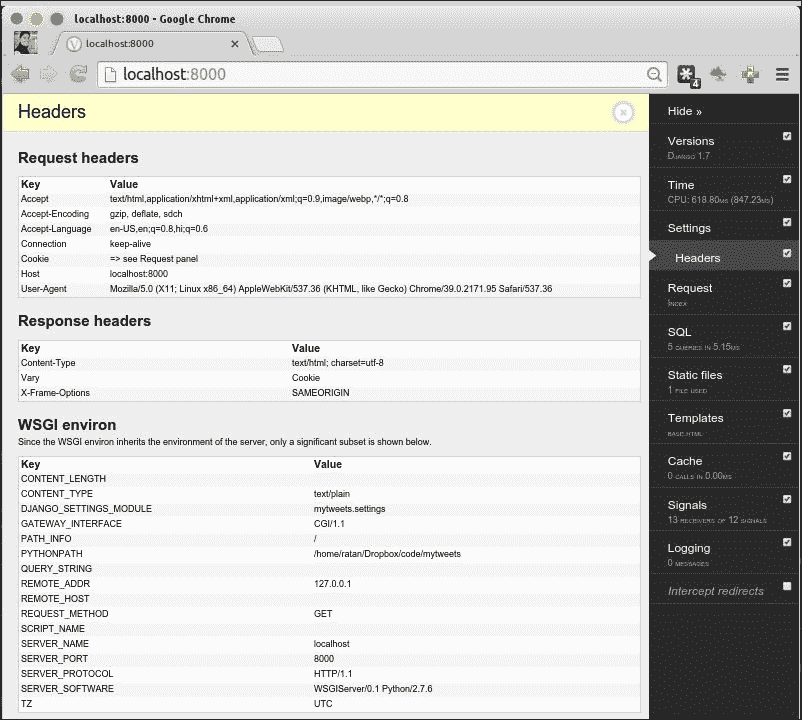 localhost:8000 - Google Chrome
localhost:8000
localhost:8000
4
Headers
Request headers
Key Value
Accept text/html,application/xhtml+xml,application/xml;q=0.9,image/webp,*/*;q=0.8
Accept-Encoding gzip, deflate, sdch
Accept-Language en-US,en;q=0.8,hi;q=0.6
Connection keep-alive
Cookie => see Request panel
Host localhost:8000
User-Agent Mozilla/5.0 (X11; Linux x86_64) AppleWebKit/537.36 (KHTML, like Gecko) Chrome/39.0.2171.95 Safari/537.36
Response headers
Key Value
Content-Type text/html; charset=utf-8
Vary Cookie
X-Frame-Options SAMEORIGIN
WSGI environ
Since the WSGI environ inherits the environment of the server, only a significant subset is shown below.
Key Value
CONTENT_LENGTH
CONTENT_TYPE text/plain
DJANGO_SETTINGS_MODULE mytweets.settings
GATEWAY_INTERFACE CGI/1.1
PATH_INFO /
PYTHONPATH /home/ratan/Dropbox/code/mytweets
QUERY_STRING
REMOTE_ADDR 127.0.0.1
REMOTE_HOST
REQUEST_METHOD GET
SCRIPT_NAME
SERVER_NAME localhost
SERVER_PORT 8000
SERVER_PROTOCOL HTTP/1.1
SERVER_SOFTWARE WSGIServer/0.1 Python/2.7.6
TZ UTC
Hide »
Versions
Django 1.7
Time
CPU: 618.80ms (847.23ms)
Settings
Headers
Request
Index
SQL
5 queries in 5.15ms
Static files
1 file used
Templates
base.html
Cache
0 calls in 0.00ms
Signals
13 receivers of 12 signals
Logging
0 messages
Intercept redirects